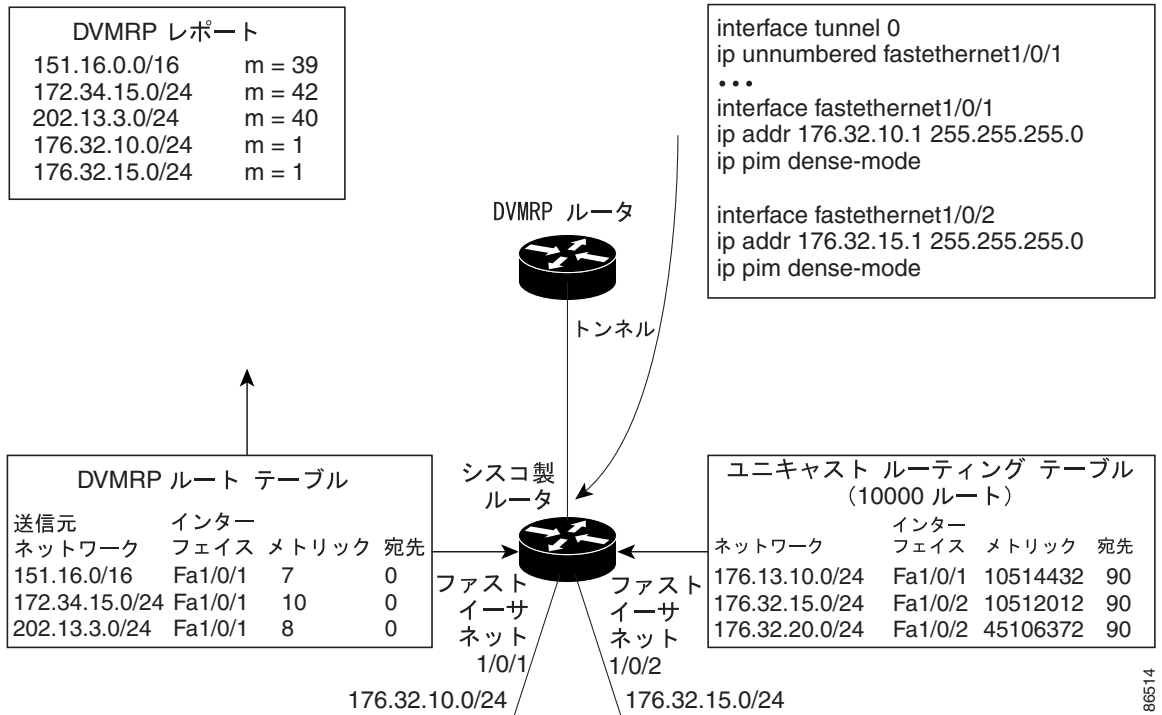 DVMRP レポート
151.16.0.0/16 m = 39
172.34.15.0/24 m = 42
202.13.3.0/24 m = 40
176.32.10.0/24 m = 1
176.32.15.0/24 m = 1
interface tunnel 0
ip unnumbered fastethernet1/0/1
•••
interface fastethernet1/0/1
ip addr 176.32.10.1 255.255.255.0
ip pim dense-mode
interface fastethernet1/0/2
ip addr 176.32.15.1 255.255.255.0
ip pim dense-mode
DVMRP ルータ
トンネル
DVMRP ルート テーブル
送信元 インター
ネットワーク フェイス メトリック 宛先
151.16.0/16 Fa1/0/1 7 0
172.34.15.0/24 Fa1/0/1 10 0
202.13.3.0/24 Fa1/0/1 8 0
シスコ製
ルータ
ファスト
イーサ
ネット
1/0/1
ファスト
イーサ
ネット
1/0/2
ユニキャスト ルーティング テーブル
(10000 ルート)
インター
ネットワーク フェイス メトリック 宛先
176.13.10.0/24 Fa1/0/1 10514432 90
176.32.15.0/24 Fa1/0/2 10512012 90
176.32.20.0/24 Fa1/0/2 45106372 90
176.32.10.0/24
176.32.15.0/24
86514